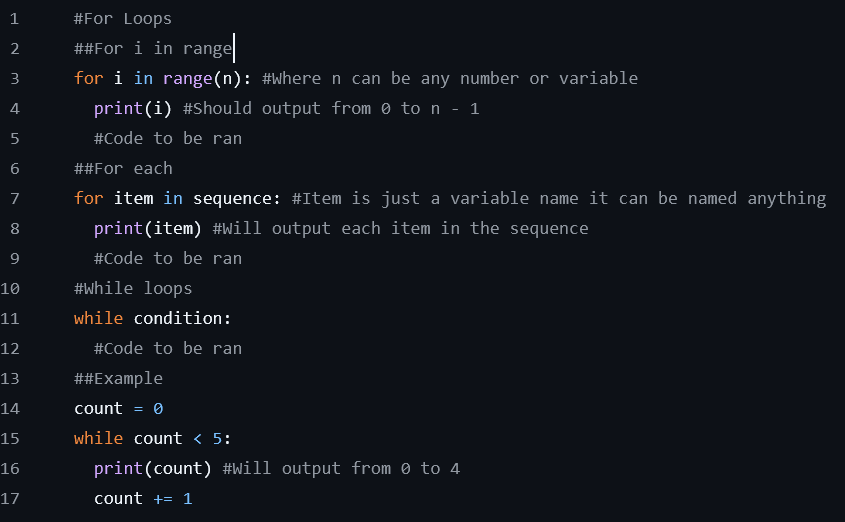 1 #For Loops
2 ##For i in range
3 for i in range(n): #Where n can be any number or variable
4 print(i) #Should output from 0 to n - 1
5 #Code to be ran
6 ##For each
7 for item in sequence: #Item is just a variable name it can be named anything
8 print(item) #Will output each item in the sequence
9 #Code to be ran
10 #While loops
11 while condition:
12 #Code to be ran
13 ##Example
14 count = 0
15 while count < 5:
16 print(count) #Will output from 0 to 4
17 count += 1